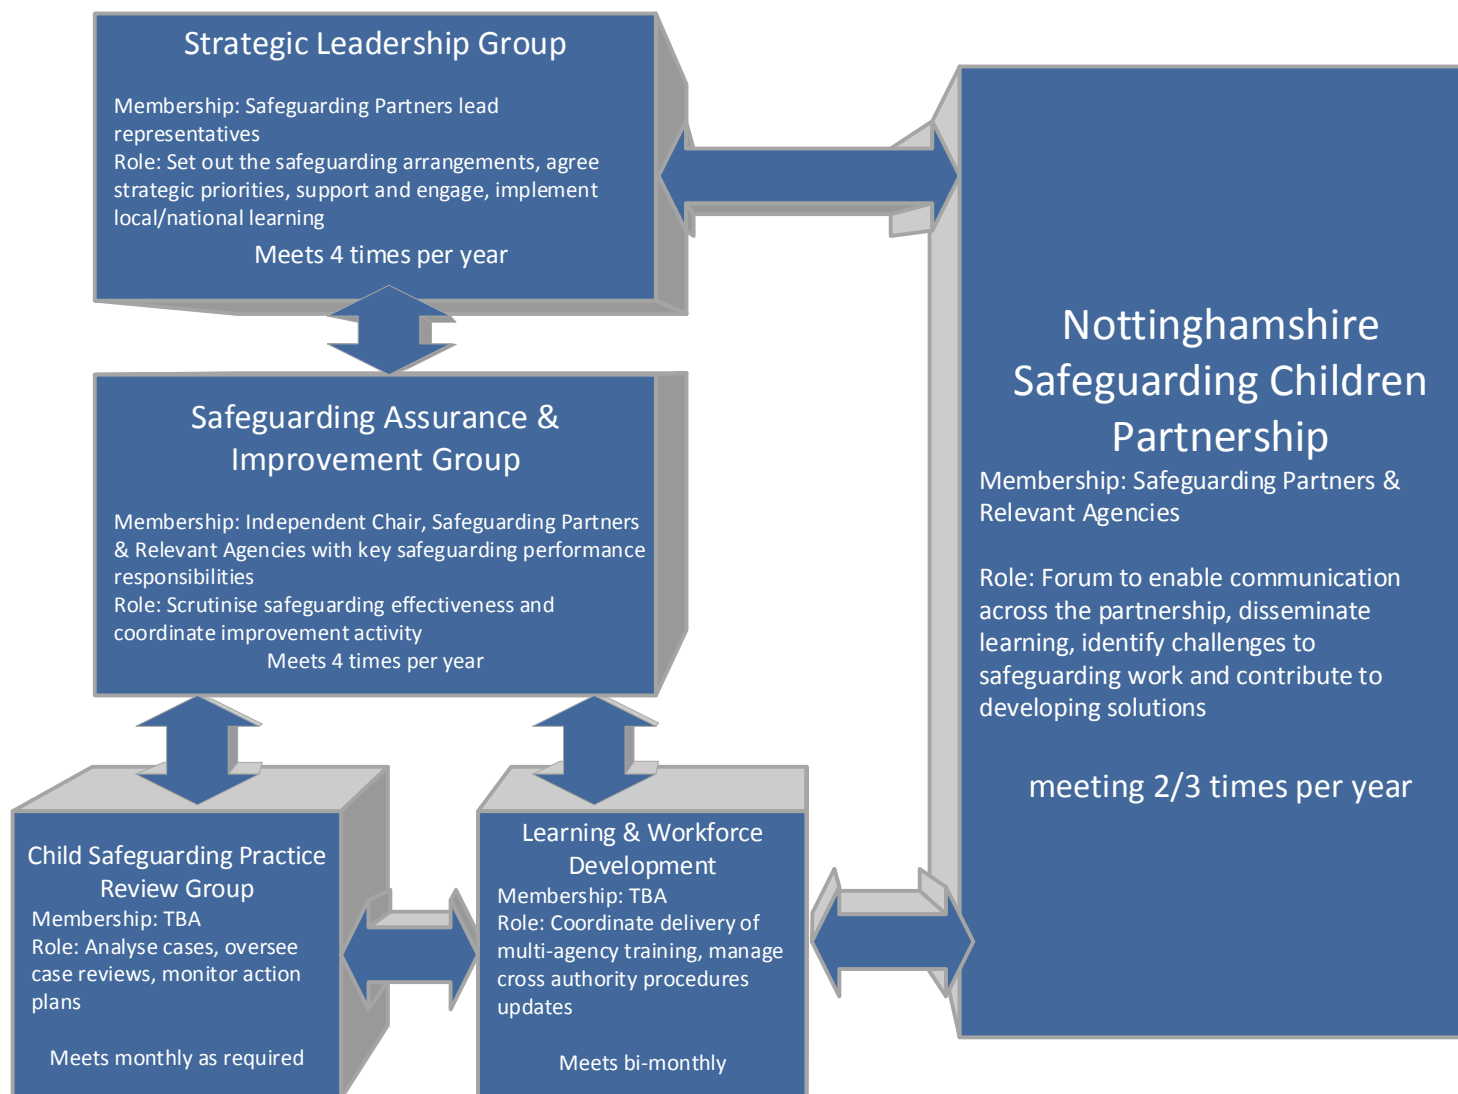 Strategic Leadership Group
Membership: Safeguarding Partners lead
representatives
Role: Set out the safeguarding arrangements, agree
strategic priorities, support and engage, implement
local/national learning
Meets 4 times per year
Safeguarding Assurance &
Improvement Group
Membership: Independent Chair, Safeguarding Partners
& Relevant Agencies with key safeguarding performance
responsibilities
Role: Scrutinise safeguarding effectiveness and
coordinate improvement activity
Meets 4 times per year
Child Safeguarding Practice
Review Group
Membership: TBA
Role: Analyse cases, oversee
case reviews, monitor action
plans
Meets monthly as required
Learning & Workforce
Development
Membership: TBA
Role: Coordinate delivery of
multi-agency training, manage
cross authority procedures
updates
Meets bi-monthly
Nottinghamshire
Safeguarding Children
Partnership
Membership: Safeguarding Partners &
Relevant Agencies
Role: Forum to enable communication
across the partnership, disseminate
learning, identify challenges to
safeguarding work and contribute to
developing solutions
meeting 2/3 times per year